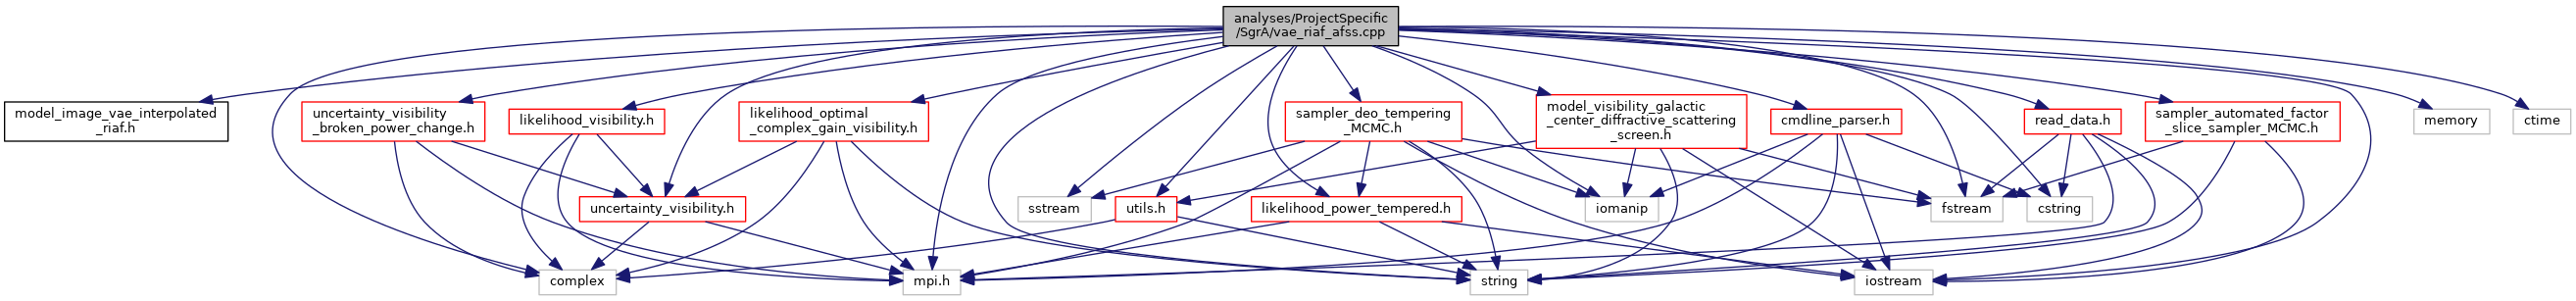 analyses/ProjectSpecific
/SgrA/vae_riaf_afss.cpp
model_image_vae_interpolated
_riaf.h
uncertainty_visibility
_broken_power_change.h
likelihood_visibility.h
likelihood_optimal
_complex_gain_visibility.h
sampler_deo_tempering
_MCMC.h
model_visibility_galactic
_center_diffractive_scattering
_screen.h
cmdline_parser.h
read_data.h
sampler_automated_factor
_slice_sampler_MCMC.h
memory
ctime
uncertainty_visibility.h
sstream
utils.h
likelihood_power_tempered.h
iomanip
fstream
cstring
complex
mpi.h
string
iostream